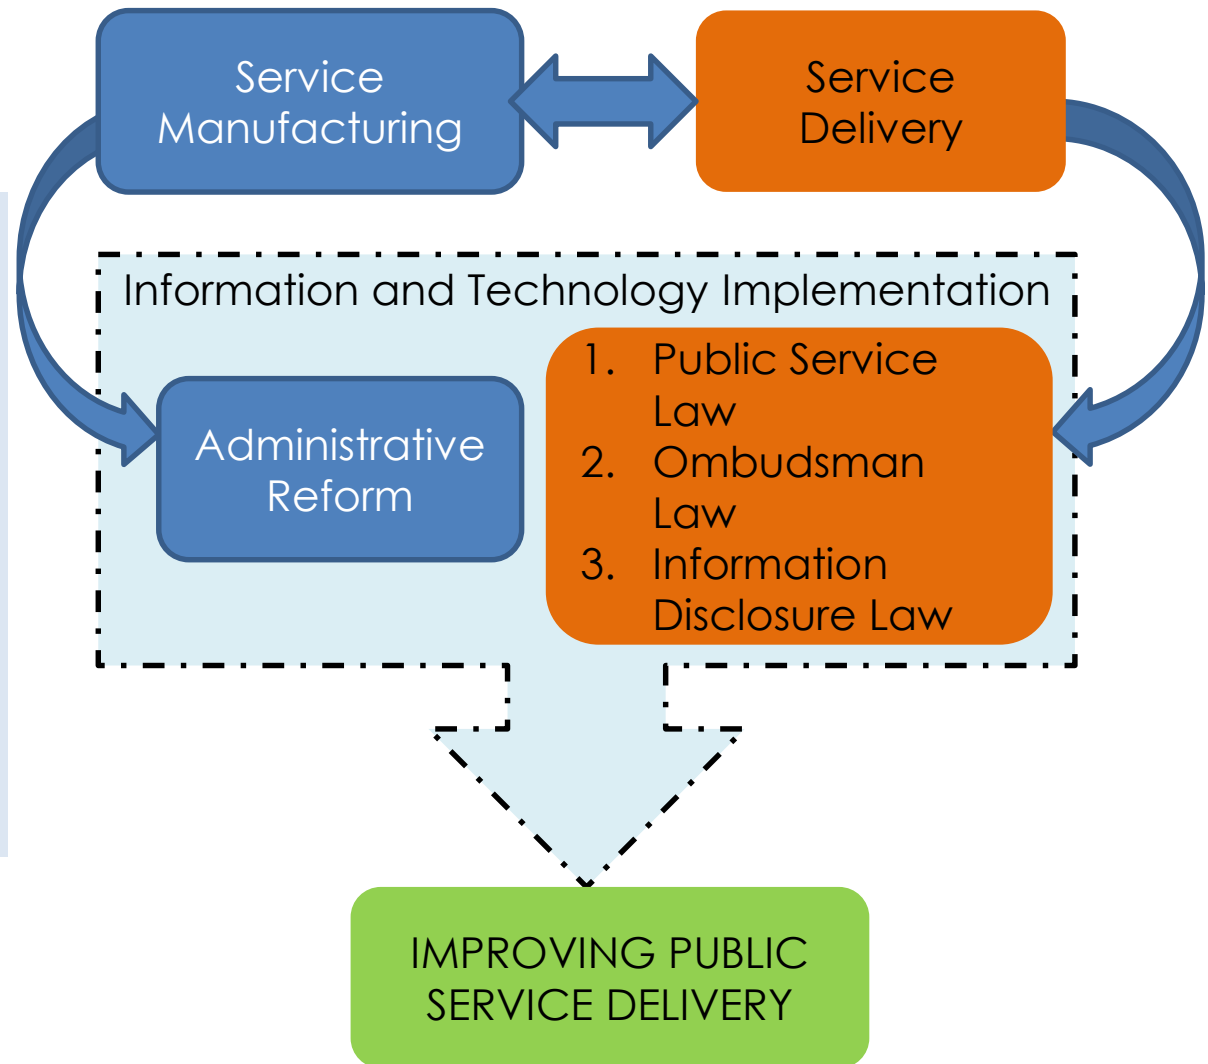 Service
Manufacturing
Service
Delivery
Information and Technology Implementation
Administrative
Reform
1. Public Service
Law
2. Ombudsman
Law
3. Information
Disclosure Law
IMPROVING PUBLIC
SERVICE DELIVERY